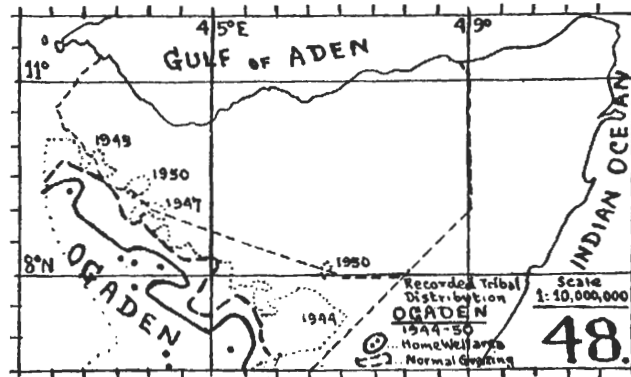 45°E
49°
GULF OF ADEN
11°
1943
1950
1947
INDIAN OCEAN
OGADEN
8°N
1950
1944
Recorded Tribal
Distribution
OGADEN
1944-50
Home Well area
Normal Grazing
Scale
1:10,000,000
48.